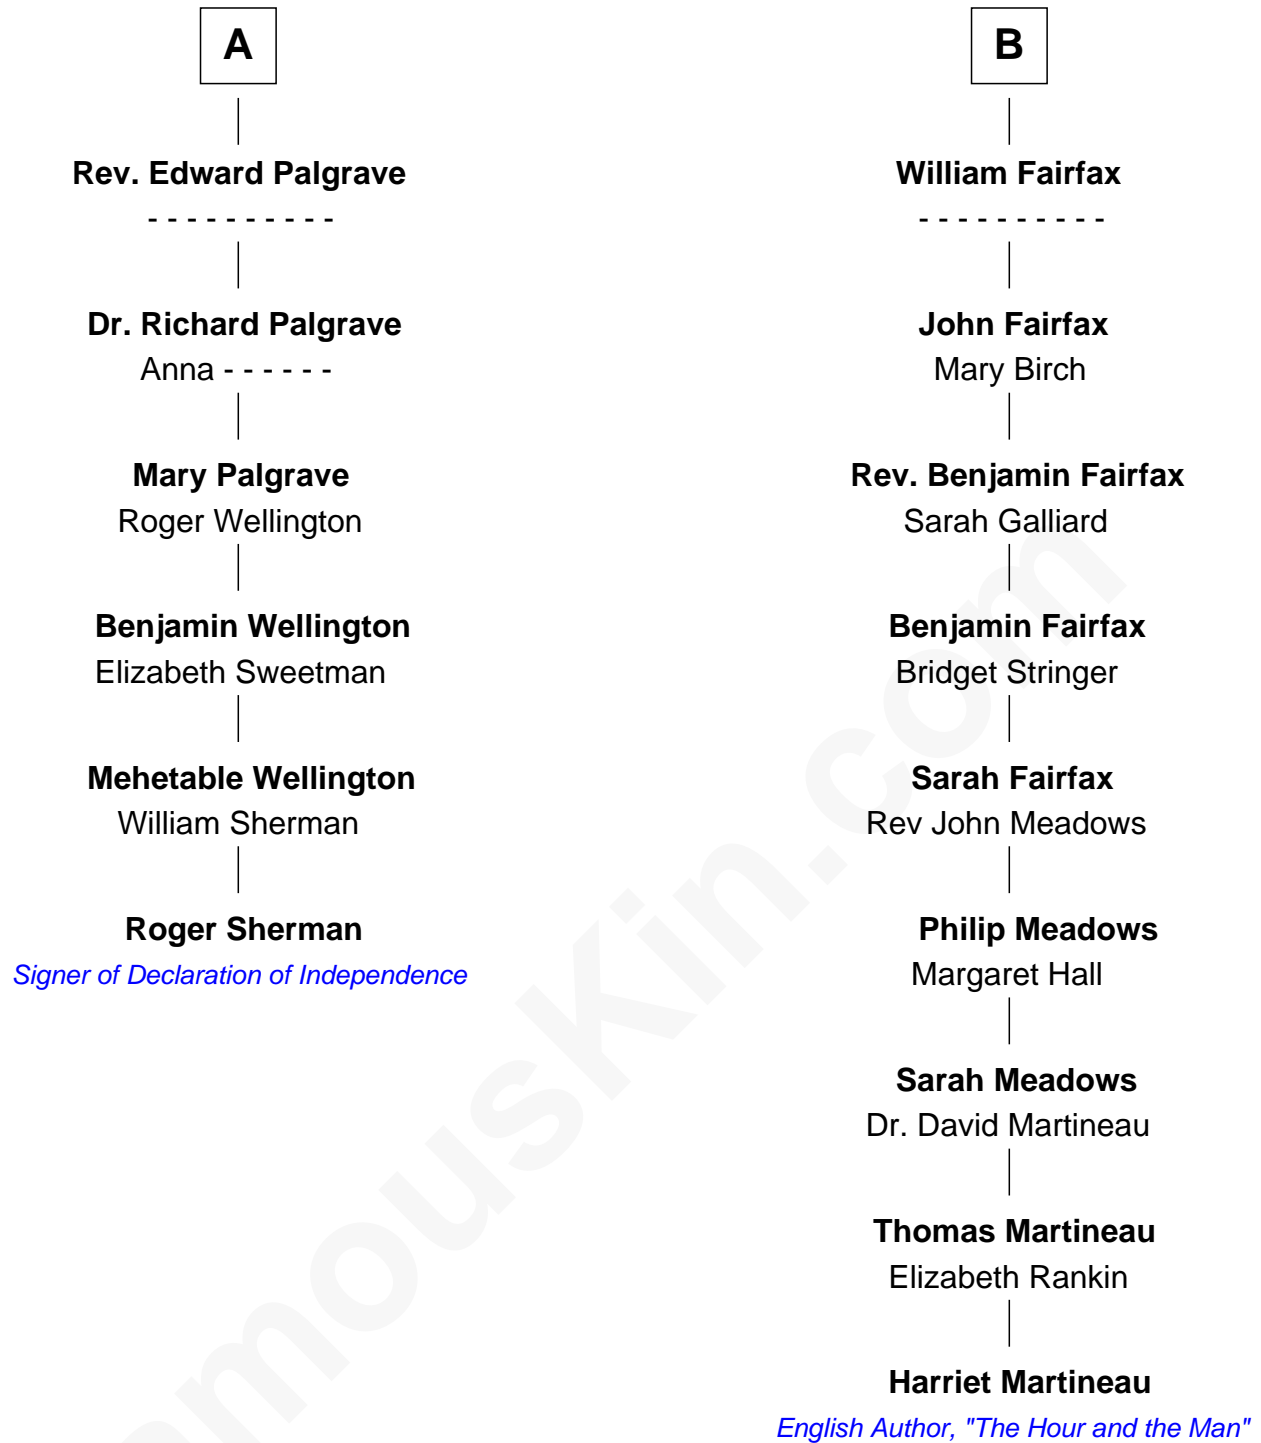 A
Rev. Edward Palgrave
- - - - - - - - - -
Dr. Richard Palgrave
Anna - - - - - -
Mary Palgrave
Roger Wellington
Benjamin Wellington
Elizabeth Sweetman
Mehetable Wellington
William Sherman
Roger Sherman
Signer of Declaration of Independence
B
William Fairfax
- - - - - - - - - -
John Fairfax
Mary Birch
Rev. Benjamin Fairfax
Sarah Galliard
Benjamin Fairfax
Bridget Stringer
Sarah Fairfax
Rev John Meadows
Philip Meadows
Margaret Hall
Sarah Meadows
Dr. David Martineau
Thomas Martineau
Elizabeth Rankin
Harriet Martineau
English Author, "The Hour and the Man"
amouskin.com